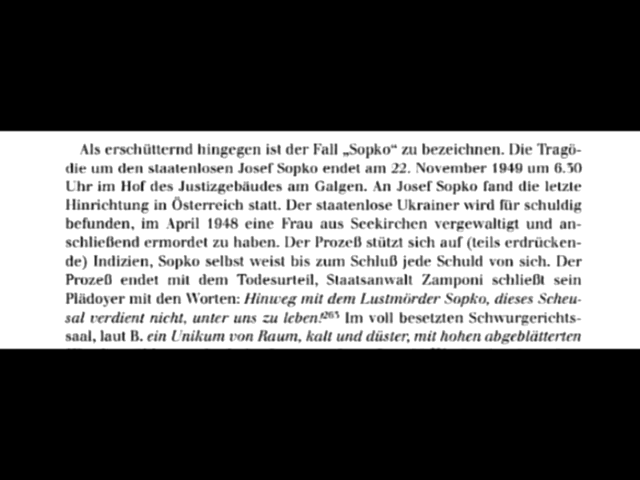 Als erschütternd hingegen ist der Fall „Sopko“ zu bezeichnen. Die Tragö-
die um den staatenlosen Josef Sopko endet am 22. November 1949 um 6.30
Uhr im Hof des Justizgebäudes am Galgen. An Josef Sopko fand die letzte
Hinrichtung in Österreich statt. Der staatenlose Ukrainer wird für schuldig
befunden, im April 1948 eine Frau aus Seekirchen vergewaltigt und an-
schließend ermordet zu haben. Der Prozeß stützt sich auf (teils erdrücken-
de) Indizien, Sopko selbst weist bis zum Schluß jede Schuld von sich. Der
Prozeß endet mit dem Todesurteil, Staatsanwalt Zamponi schließt sein
Plädoyer mit den Worten: Hinweg mit dem Lustmörder Sopko, dieses Scheu-
sal verdient nicht, unter uns zu leben!²⁶³ Im voll besetzten Schwurgerichts-
saal, laut B. ein Unikum von Raum, kalt und düster, mit hohen abgeblätterten